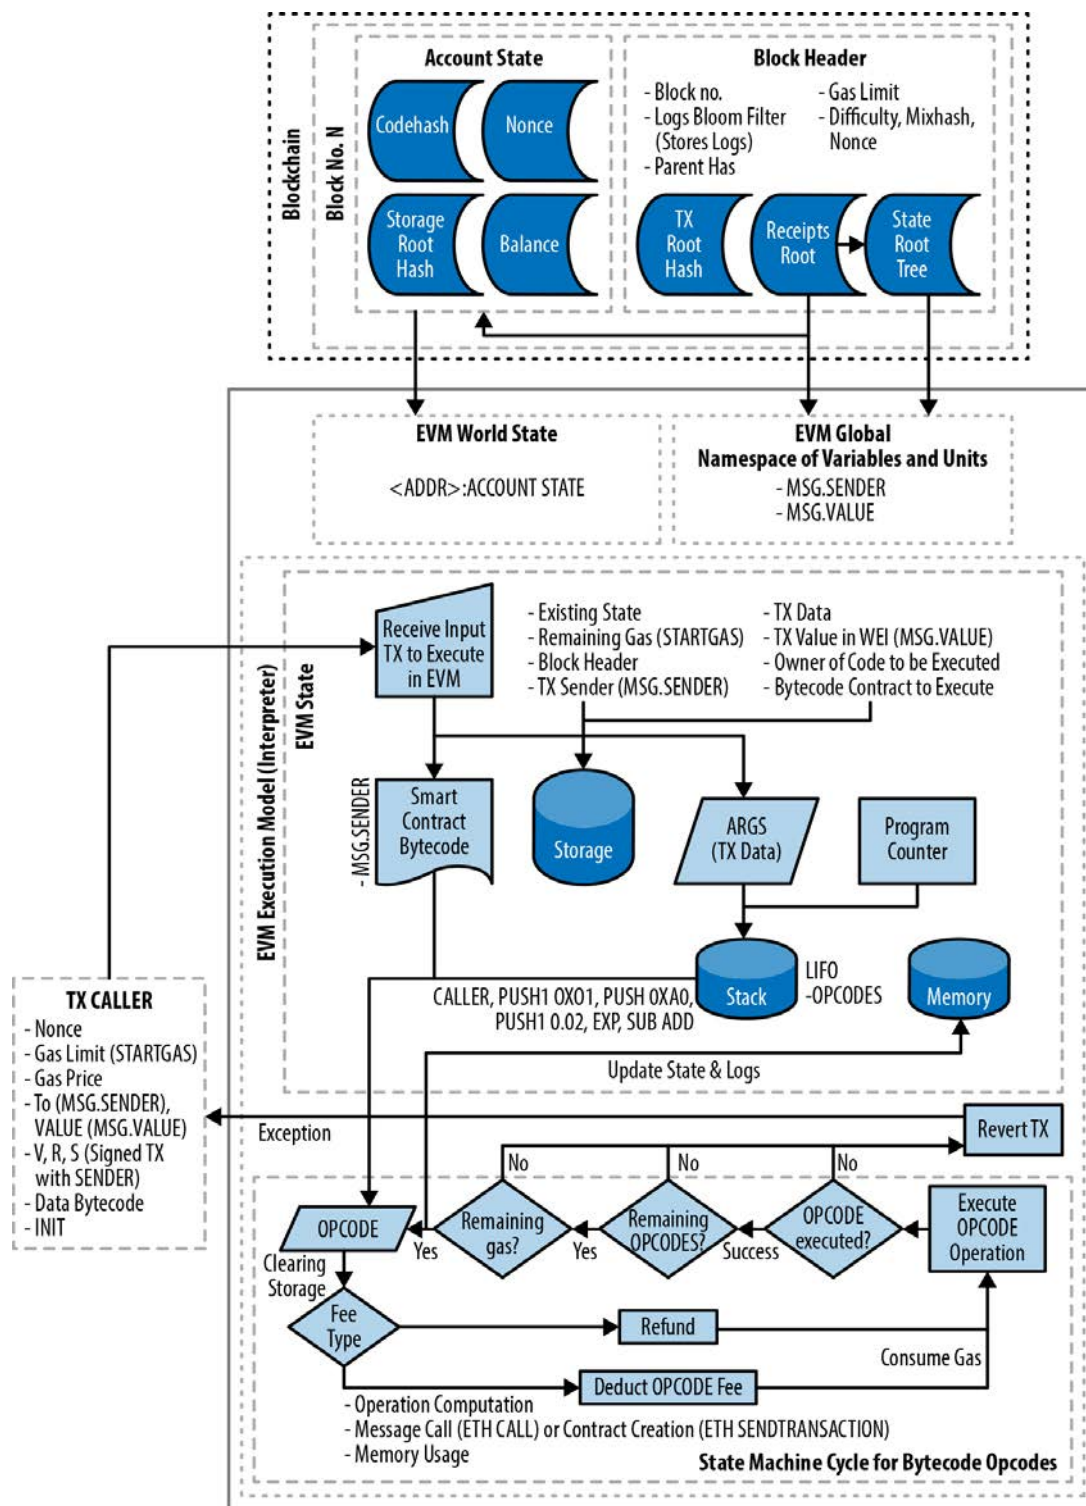 Blockchain
Block No. N
Account State
Codehash
Nonce
Storage
Root
Hash
Balance
Block Header
- Block no.
- Logs Bloom Filter
(Stores Logs)
- Parent Has
- Gas Limit
- Difficulty, Mixhash,
Nonce
TX
Root
Hash
Receipts
Root
State
Root
Tree
EVM World State
<ADDR>:ACCOUNT STATE
EVM Global
Namespace of Variables and Units
- MSG.SENDER
- MSG.VALUE
EVM Execution Model (Interpreter)
EVM State
Receive Input
TX to Execute
in EVM
- Existing State
- Remaining Gas (STARTGAS)
- Block Header
- TX Sender (MSG.SENDER)
- TX Data
- TX Value in WEI (MSG.VALUE)
- Owner of Code to be Executed
- Bytecode Contract to Execute
- MSG.SENDER
Smart
Contract
Bytecode
Storage
ARGS
(TX Data)
Program
Counter
Stack
LIFO
-OPCODES
Memory
CALLER, PUSH1 0X01, PUSH 0XA0,
PUSH1 0.02, EXP, SUB ADD
Update State & Logs
TX CALLER
- Nonce
- Gas Limit (STARTGAS)
- Gas Price
- To (MSG.SENDER),
VALUE (MSG.VALUE)
- V, R, S (Signed TX
with SENDER)
- Data Bytecode
- INIT
Exception
Revert TX
No
No
No
OPCODE
Yes
Remaining
gas?
Yes
Remaining
OPCODES?
Success
OPCODE
executed?
Execute
OPCODE
Operation
Clearing
Storage
Fee
Type
Refund
Consume Gas
Deduct OPCODE Fee
- Operation Computation
- Message Call (ETH CALL) or Contract Creation (ETH SENDTRANSACTION)
- Memory Usage
State Machine Cycle for Bytecode Opcodes